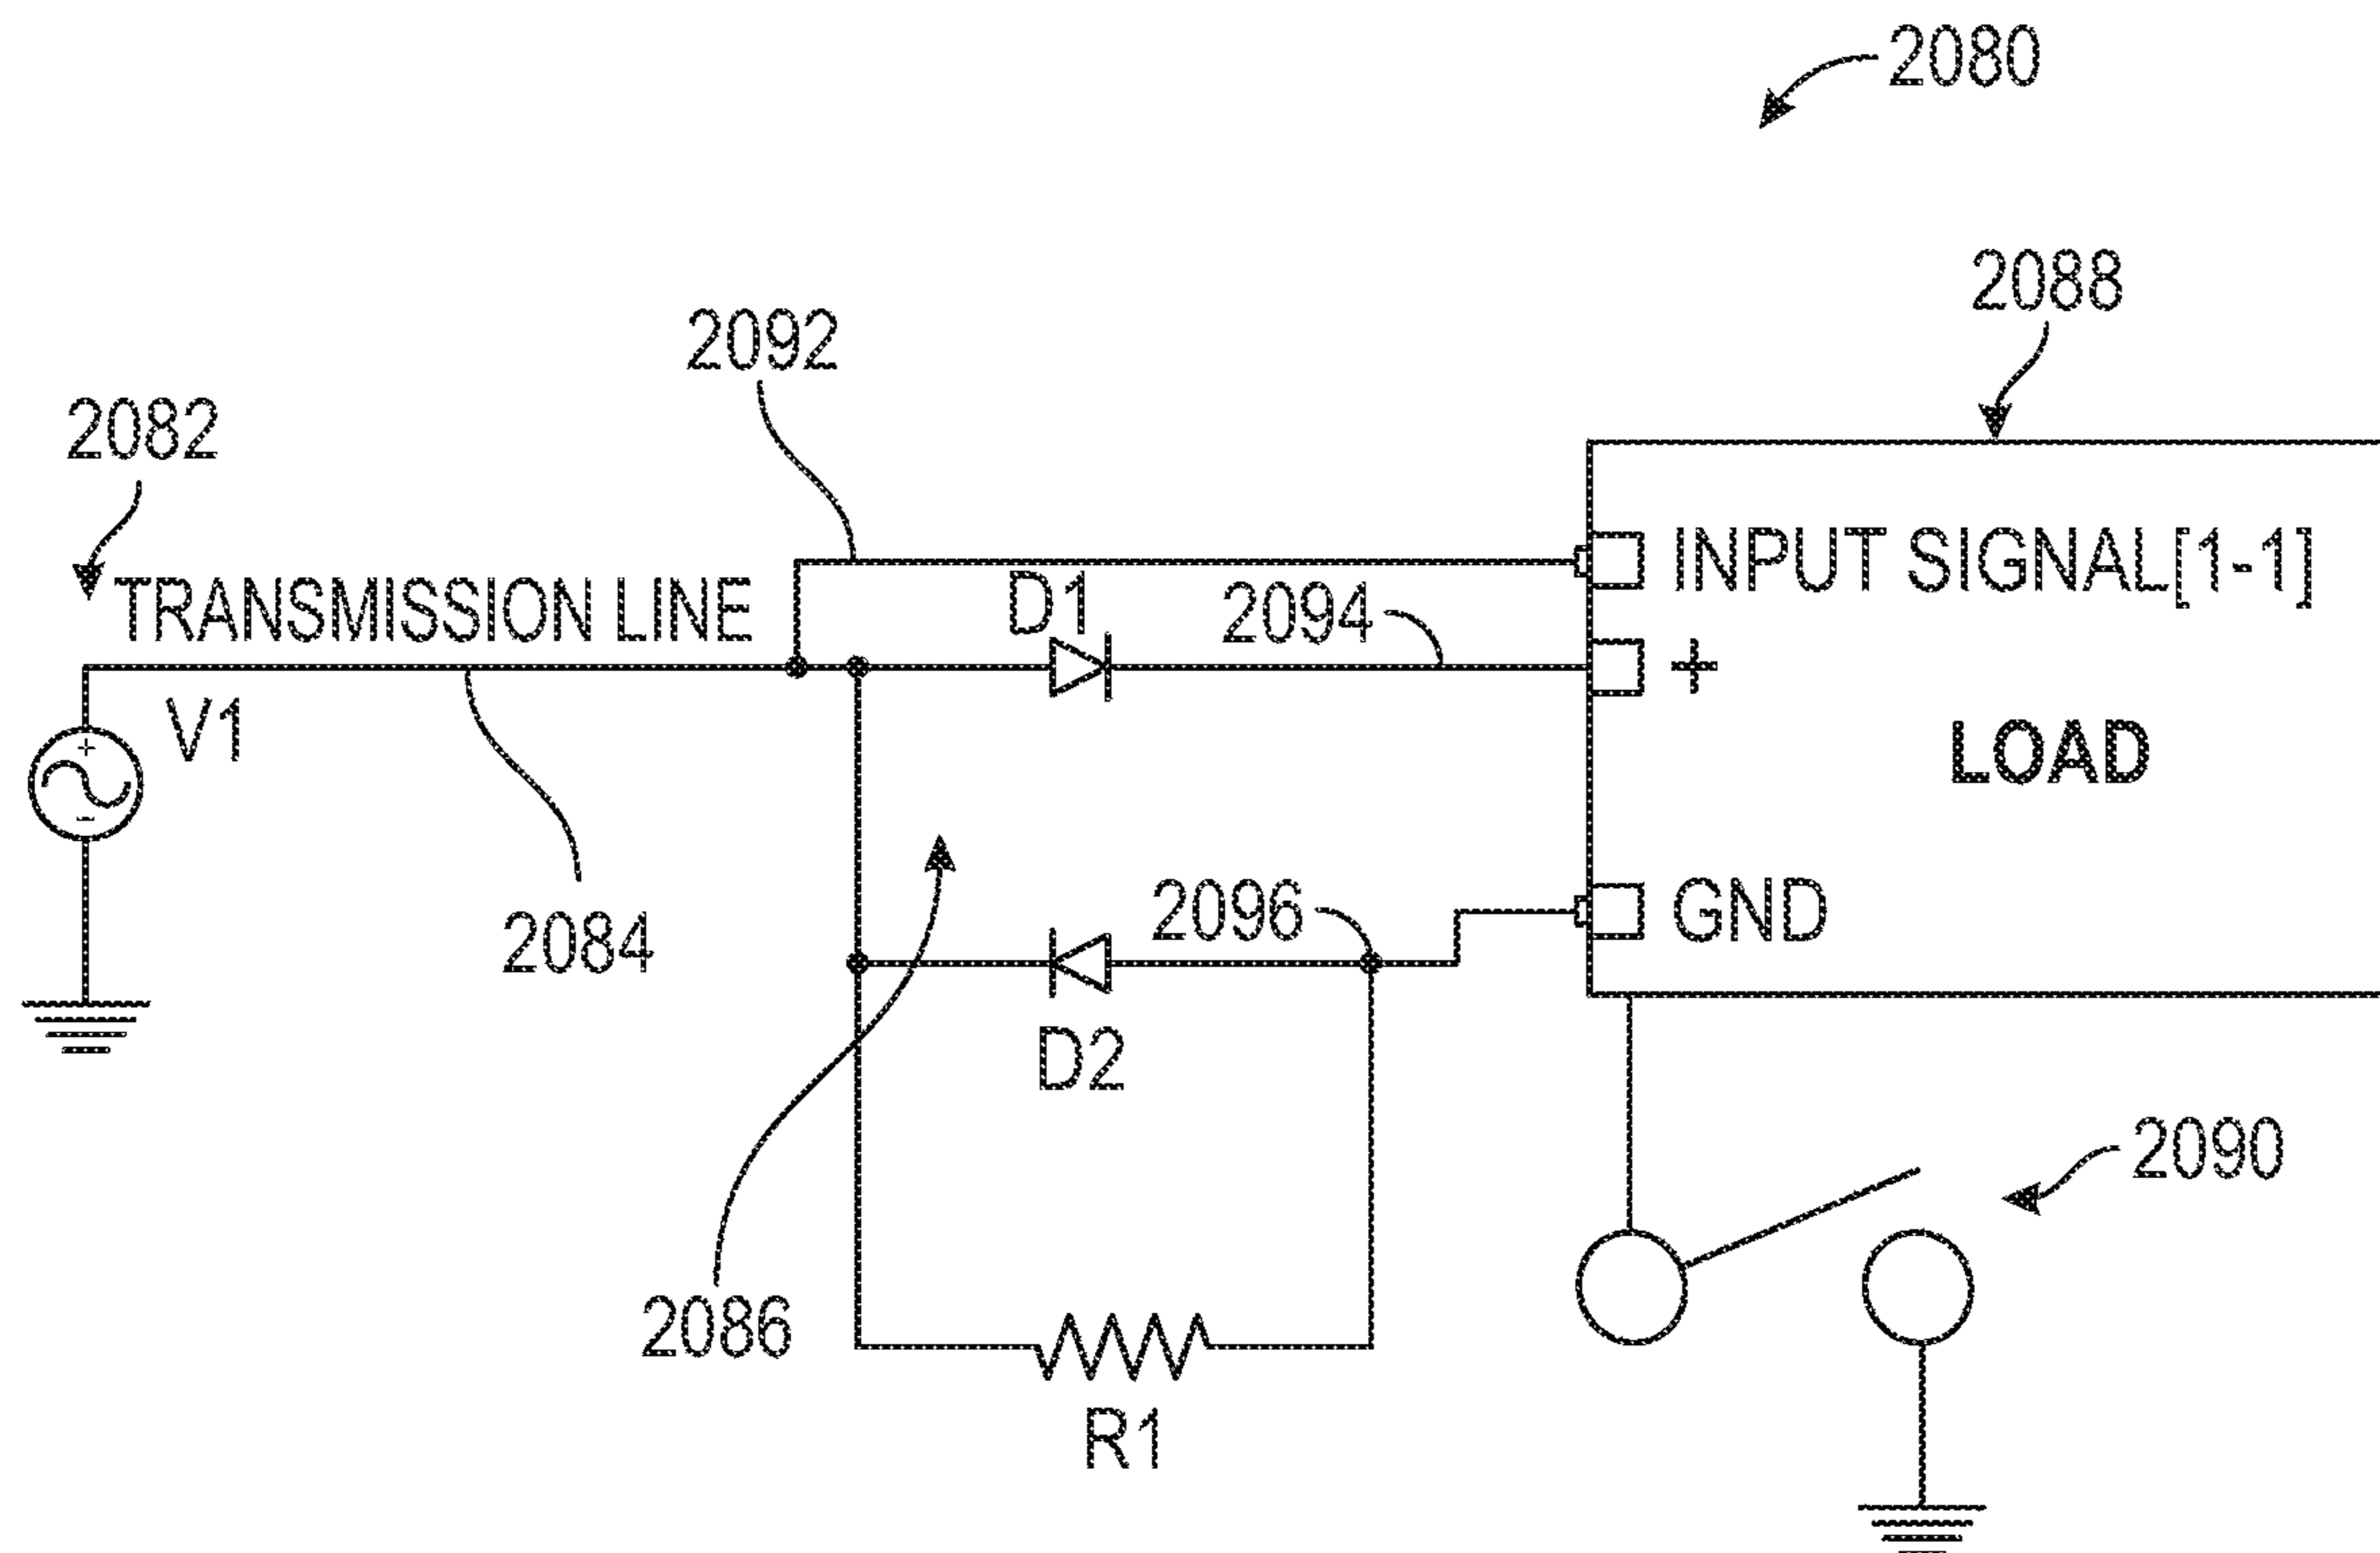 2080
2088
2092
2082
INPUT SIGNAL[1-1]
TRANSMISSION LINE
D1
2094
+
V1
LOAD
+
-
2084
2096
GND
D2
2090
2086
R1